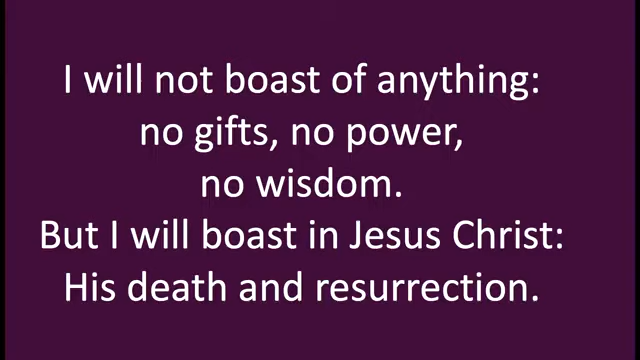 I will not boast of anything:
no gifts, no power,
no wisdom.
But I will boast in Jesus Christ:
His death and resurrection.